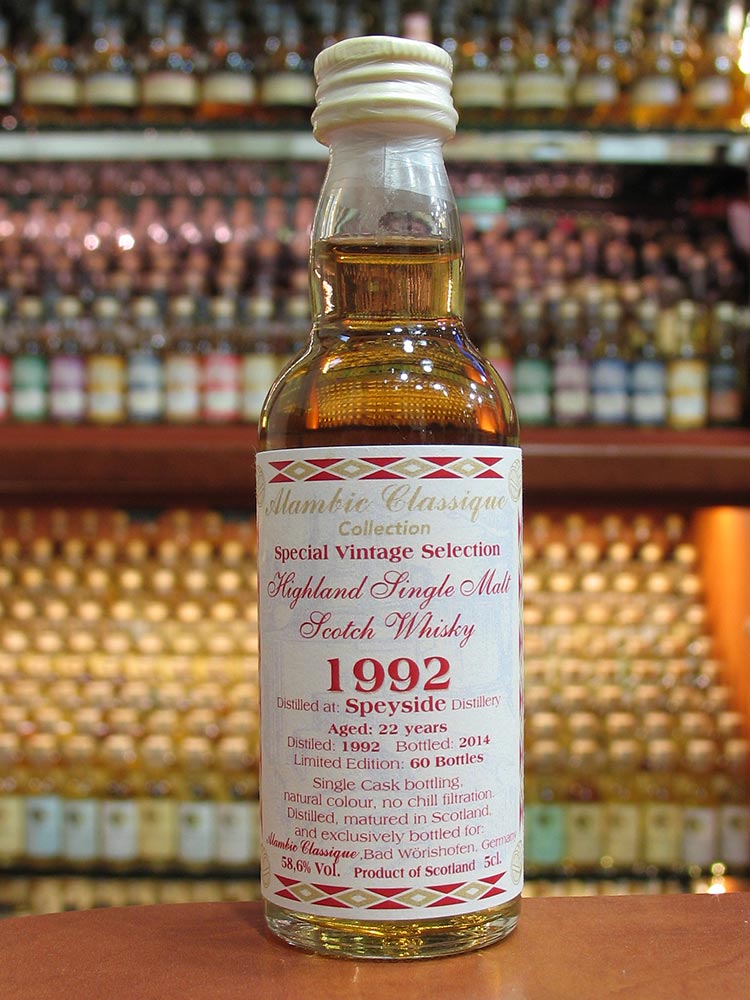 Alambic Classique
Collection
Special Vintage Selection
Highland Single Malt
Scotch Whisky
1992
Distilled at: Speyside Distillery
Aged: 22 years
Distiled: 1992 Bottled: 2014
Limited Edition: 60 Bottles
Single Cask bottling,
natural colour, no chill filtration.
Distilled, matured in Scotland,
and exclusively bottled for:
Alambic Classique, Bad Wörishofen, Germany
58,6% Vol. Product of Scotland 5cl.